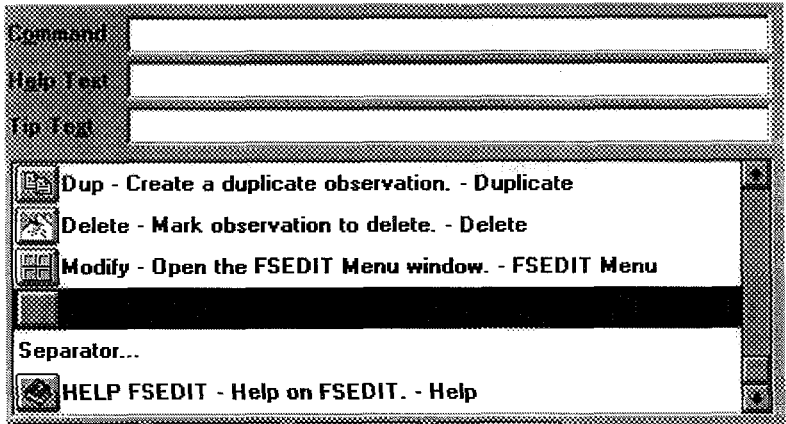 Command
Help Text
Tip Text
Dup - Create a duplicate observation. - Duplicate
Delete - Mark observation to delete. - Delete
Modify - Open the FSEDIT Menu window. - FSEDIT Menu
Separator...
HELP FSEDIT - Help on FSEDIT. - Help